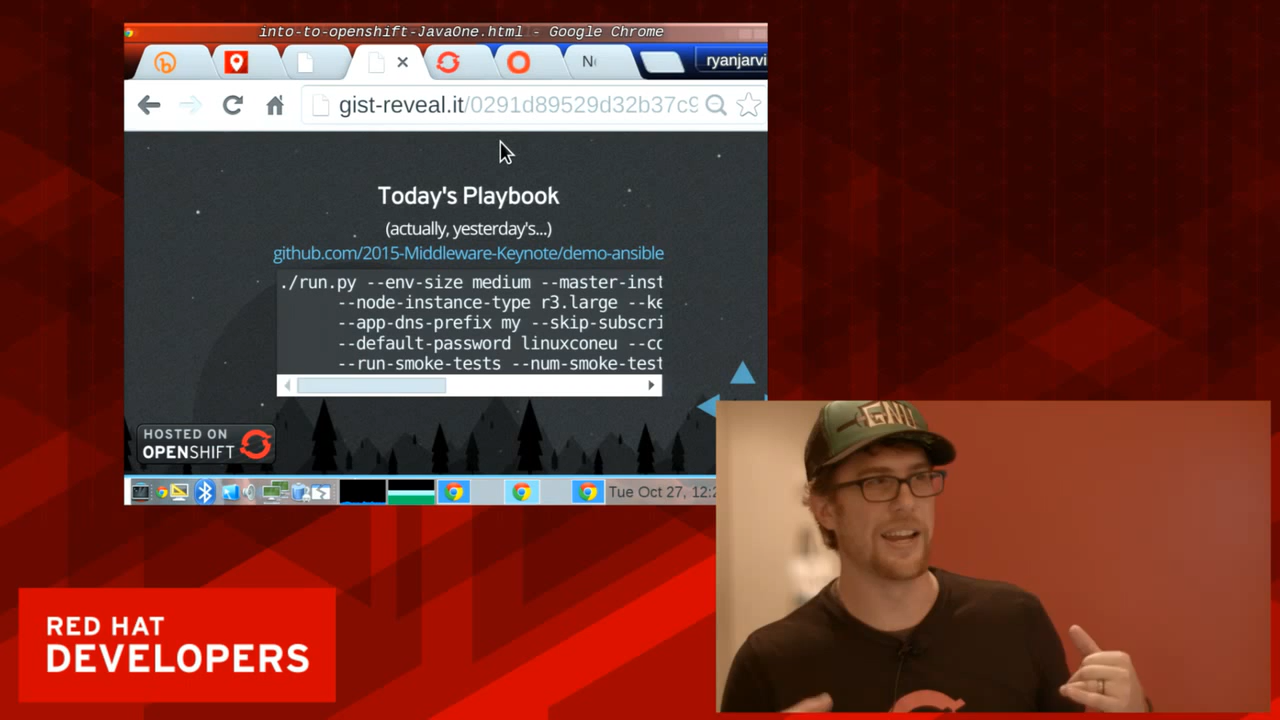 into-to-openshift-JavaOne.html - Google Chrome
ryanjarvi
gist-reveal.it/0291d89529d32b37c9
Today's Playbook
(actually, yesterday's...)
github.com/2015-Middleware-Keynote/demo-ansible
./run.py --env-size medium --master-inst
--node-instance-type r3.large --ke
--app-dns-prefix my --skip-subscri
--default-password linuxconeu --co
--run-smoke-tests --num-smoke-test
HOSTED ON
OPENSHIFT
Tue Oct 27, 12:2
GNU
RED HAT
DEVELOPERS